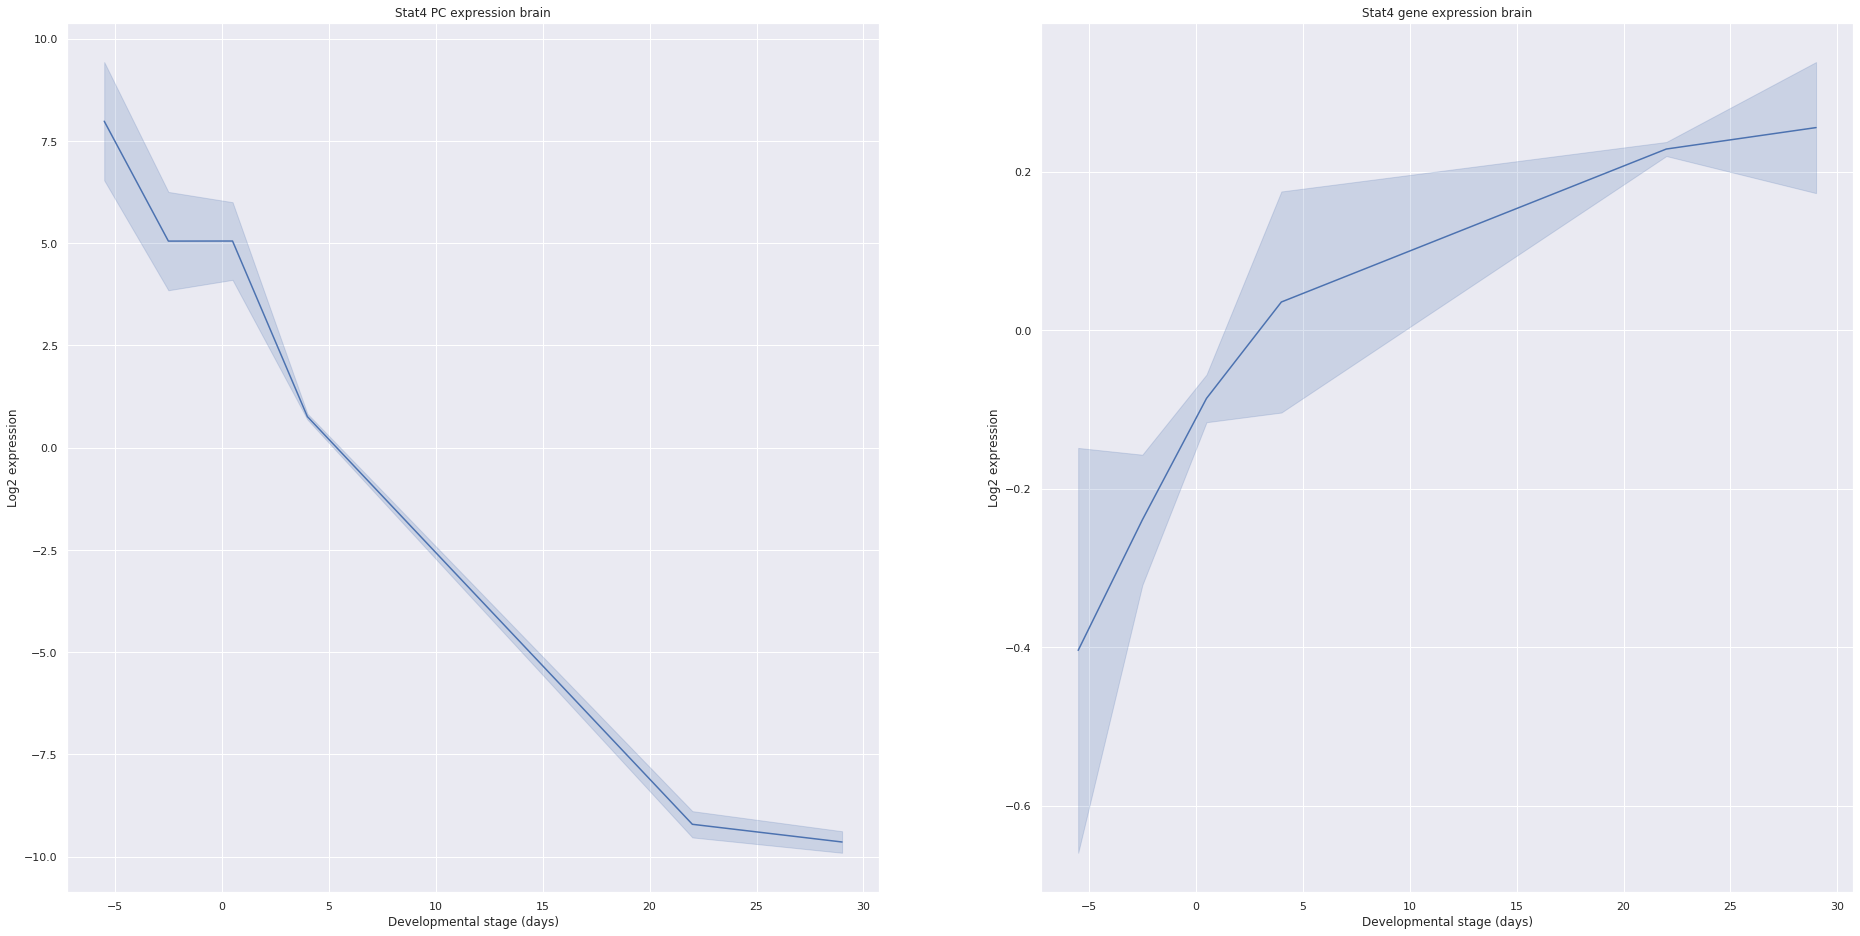 Stat4 PC expression brain
10.0
7.5
5.0
2.5
0.0
−2.5
−5.0
−7.5
−10.0
Log2 expression
−5 0 5 10 15 20 25 30
Developmental stage (days)
Stat4 gene expression brain
0.2
0.0
−0.2
−0.4
−0.6
Log2 expression
−5 0 5 10 15 20 25 30
Developmental stage (days)